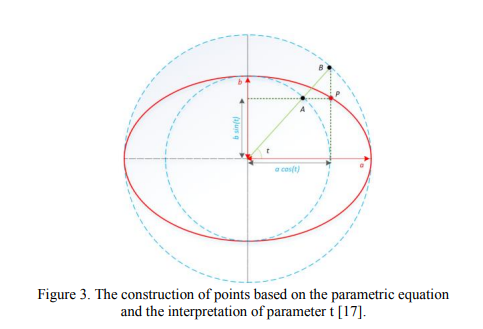 B
b
P
A
b sin(t)
t
a cos(t)
a
Figure 3. The construction of points based on the parametric equation
and the interpretation of parameter t [17].